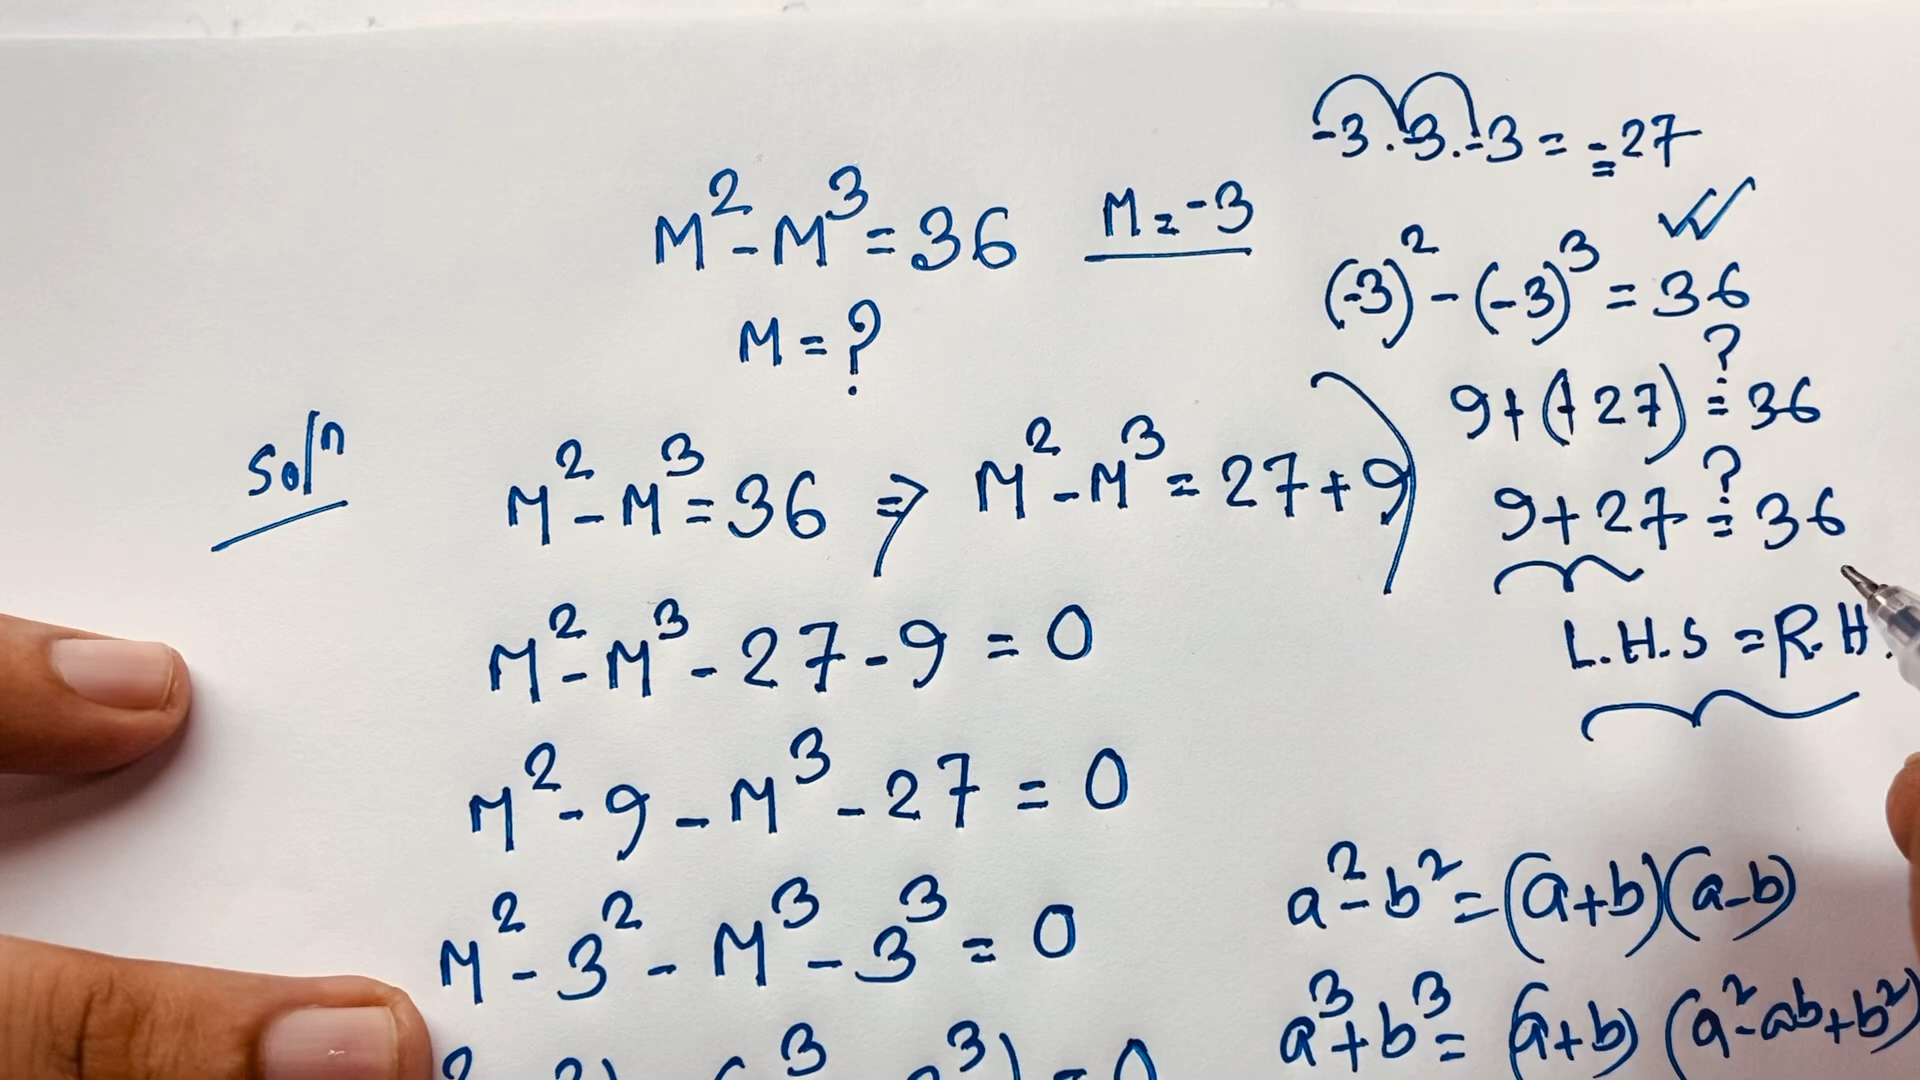 M² - M³ = 36
M = ?
M = -3
-3 . -3 . -3 = -27
(-3)² - (-3)³ = 36
9 + (+27) ≟ 36
9 + 27 ≟ 36
L.H.S = R.H.
Solⁿ
M² - M³ = 36 ⇒ M² - M³ = 27 + 9
M² - M³ - 27 - 9 = 0
M² - 9 - M³ - 27 = 0
M² - 3² - M³ - 3³ = 0
a² - b² = (a+b)(a-b)
a³ + b³ = (a+b)(a² - ab + b²)